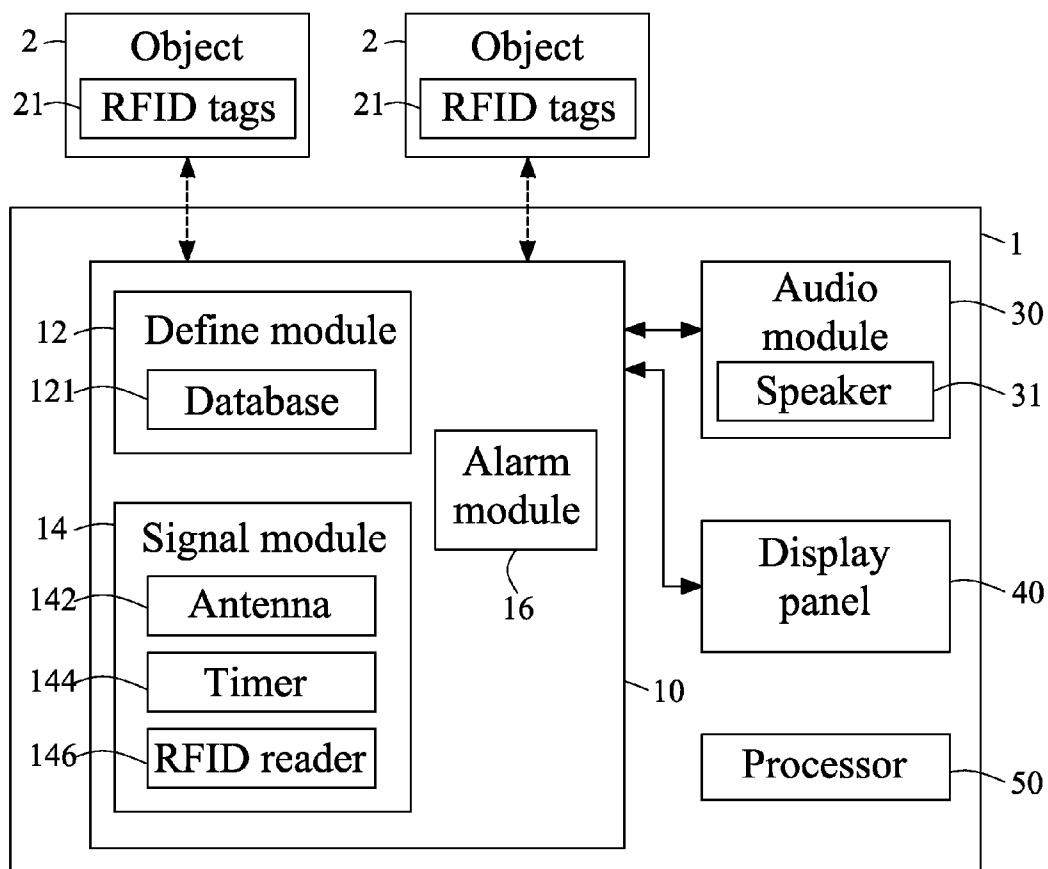 2
Object
21
RFID tags
2
Object
21
RFID tags
1
12
Define module
121
Database
Audio
module
30
Speaker
31
Alarm
module
16
14
Signal module
142
Antenna
144
Timer
146
RFID reader
Display
panel
40
10
Processor
50